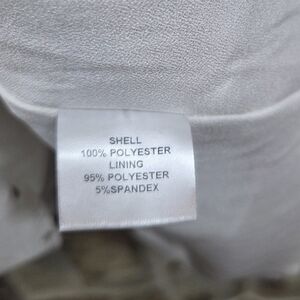 SHELL
100% POLYESTER
LINING
95% POLYESTER
5%SPANDEX